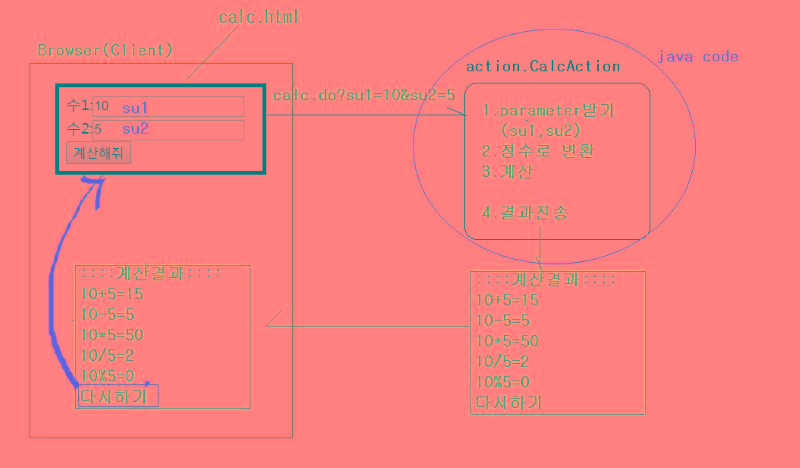 calc.html
Browser(Client)
java code
action.CalcAction
수1:10 su1
수2:5 su2
계산해줘
calc.do?su1=10&su2=5
1.parameter받기
(su1,su2)
2.정수로 변환
3.계산
4.결과전송
::::계산결과::::
10+5=15
10-5=5
10*5=50
10/5=2
10%5=0
다시하기
::::계산결과::::
10+5=15
10-5=5
10*5=50
10/5=2
10%5=0
다시하기